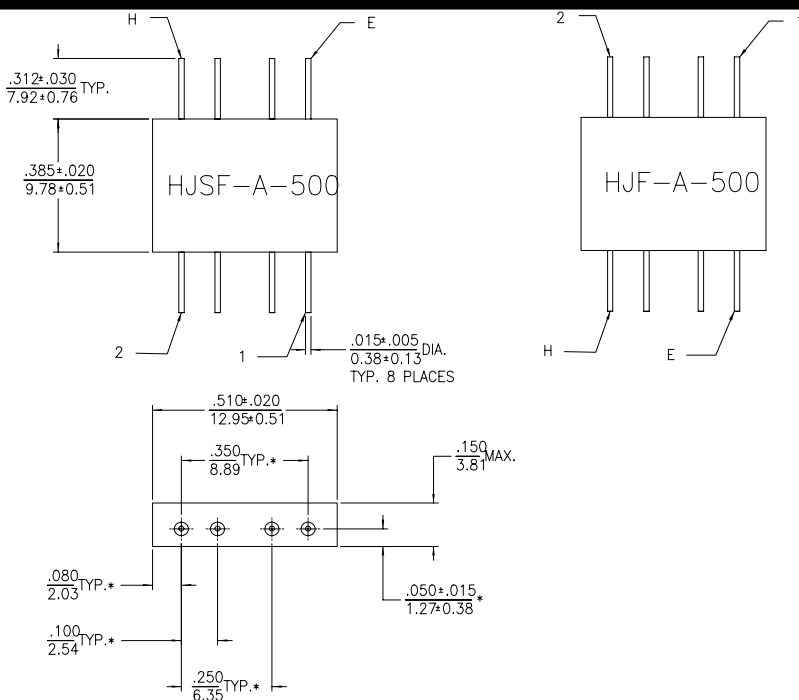 H
E
.312±.030
7.92±0.76
TYP.
.385±.020
9.78±0.51
HJSF-A-500
2
1
.015±.005
0.38±0.13
DIA.
TYP. 8 PLACES
2
HJF-A-500
H
E
.510±.020
12.95±0.51
.350
8.89
TYP.*
.150
3.81
MAX.
.080
2.03
TYP.*
.050±.015
1.27±0.38
*
.100
2.54
TYP.*
.250
6.35
TYP.*